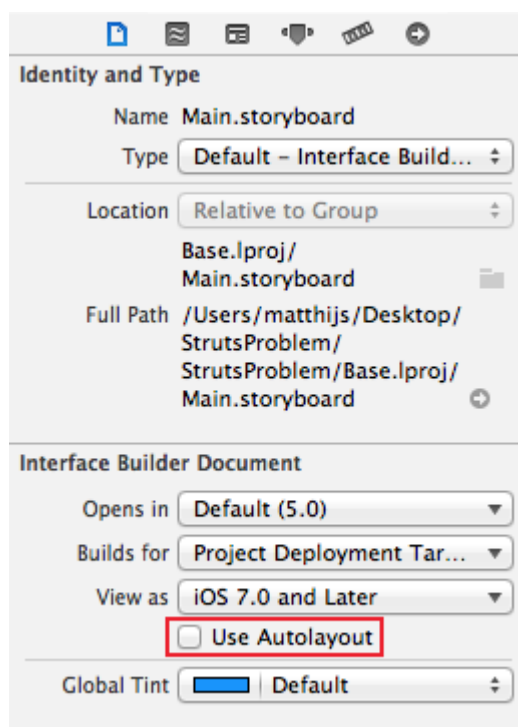 Identity and Type
Name Main.storyboard
Type Default – Interface Build...
Location Relative to Group
Base.lproj/
Main.storyboard
Full Path /Users/matthijs/Desktop/
StrutsProblem/
StrutsProblem/Base.lproj/
Main.storyboard
Interface Builder Document
Opens in Default (5.0)
Builds for Project Deployment Tar...
View as iOS 7.0 and Later
Use Autolayout
Global Tint Default